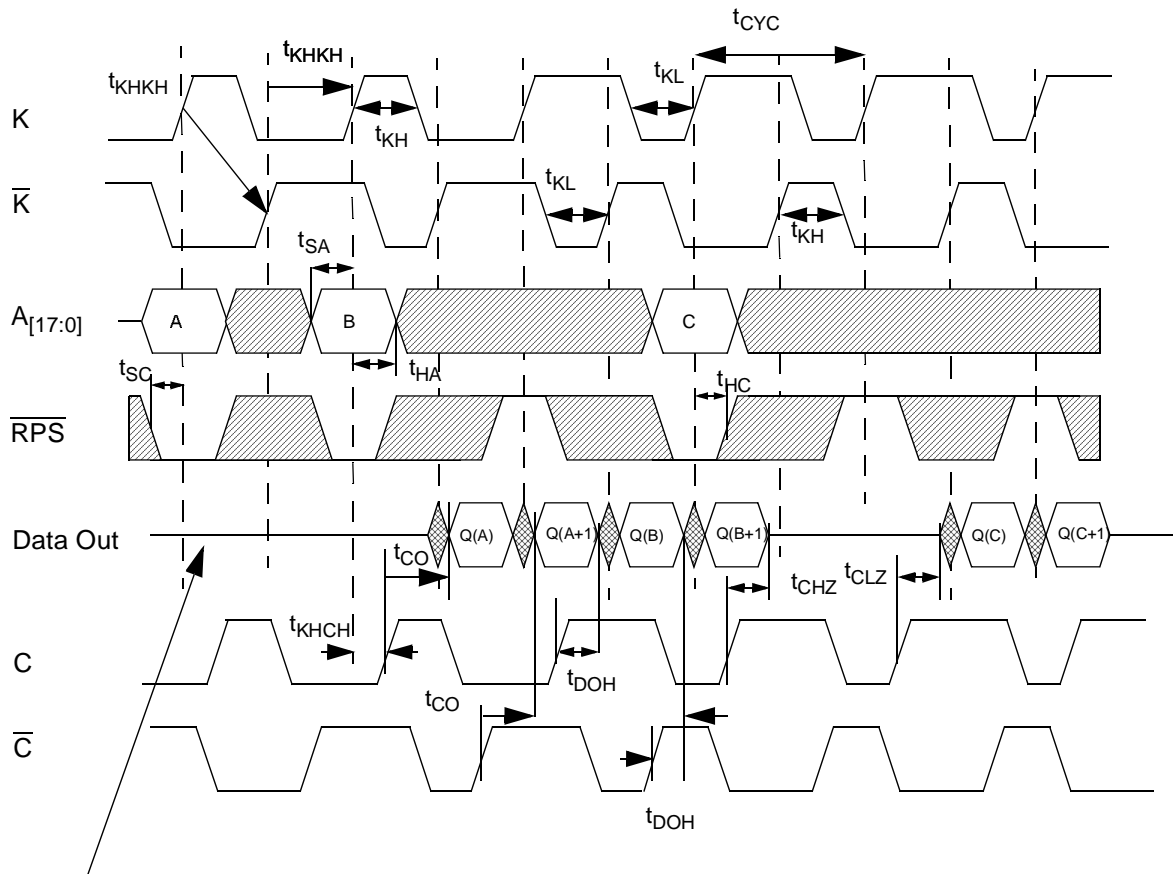 tCYC
tKHKH
tKHKH
tKL
K
tKH
K̅
tKL
tKH
tSA
A[17:0]
A
B
C
tSC
tHA
tHC
R̅P̅S̅
Data Out
Q(A)
Q(A+1)
Q(B)
Q(B+1)
Q(C)
Q(C+1
tCO
tCHZ
tCLZ
tKHCH
C
tDOH
tCO
C̅
tDOH